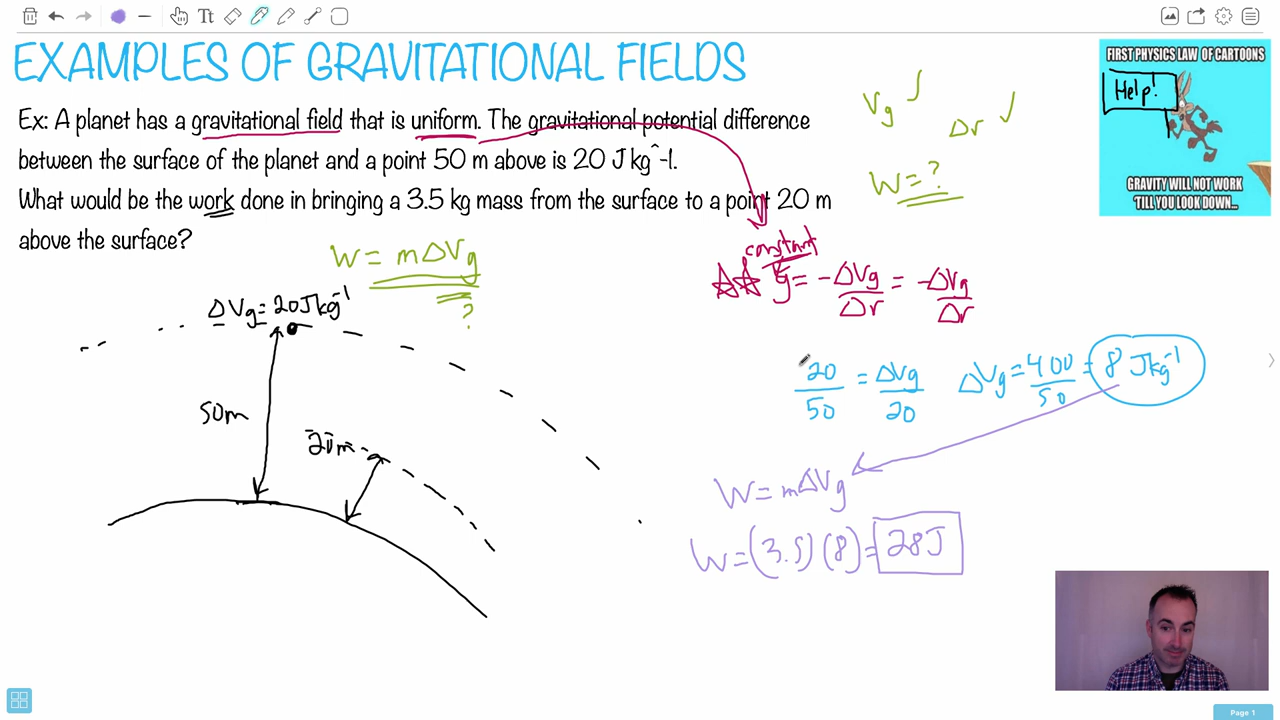 Tt
EXAMPLES OF GRAVITATIONAL FIELDS
FIRST PHYSICS LAW OF CARTOONS
Help!
GRAVITY WILL NOT WORK
'TILL YOU LOOK DOWN...
Ex: A planet has a gravitational field that is uniform. The gravitational potential difference
between the surface of the planet and a point 50 m above is 20 J kg^-1.
What would be the work done in bringing a 3.5 kg mass from the surface to a point 20 m
above the surface?
Vg ✓
Δr ✓
W = ?
W = mΔVg
?
constant
g = -ΔVg/Δr = -ΔVg/Δr
ΔVg = 20 Jkg⁻¹
50m
20m
20/50 = ΔVg/20 ΔVg = 400/50 = 8 Jkg⁻¹
W = mΔVg
W = (3.5)(8) = 28J
Page 1